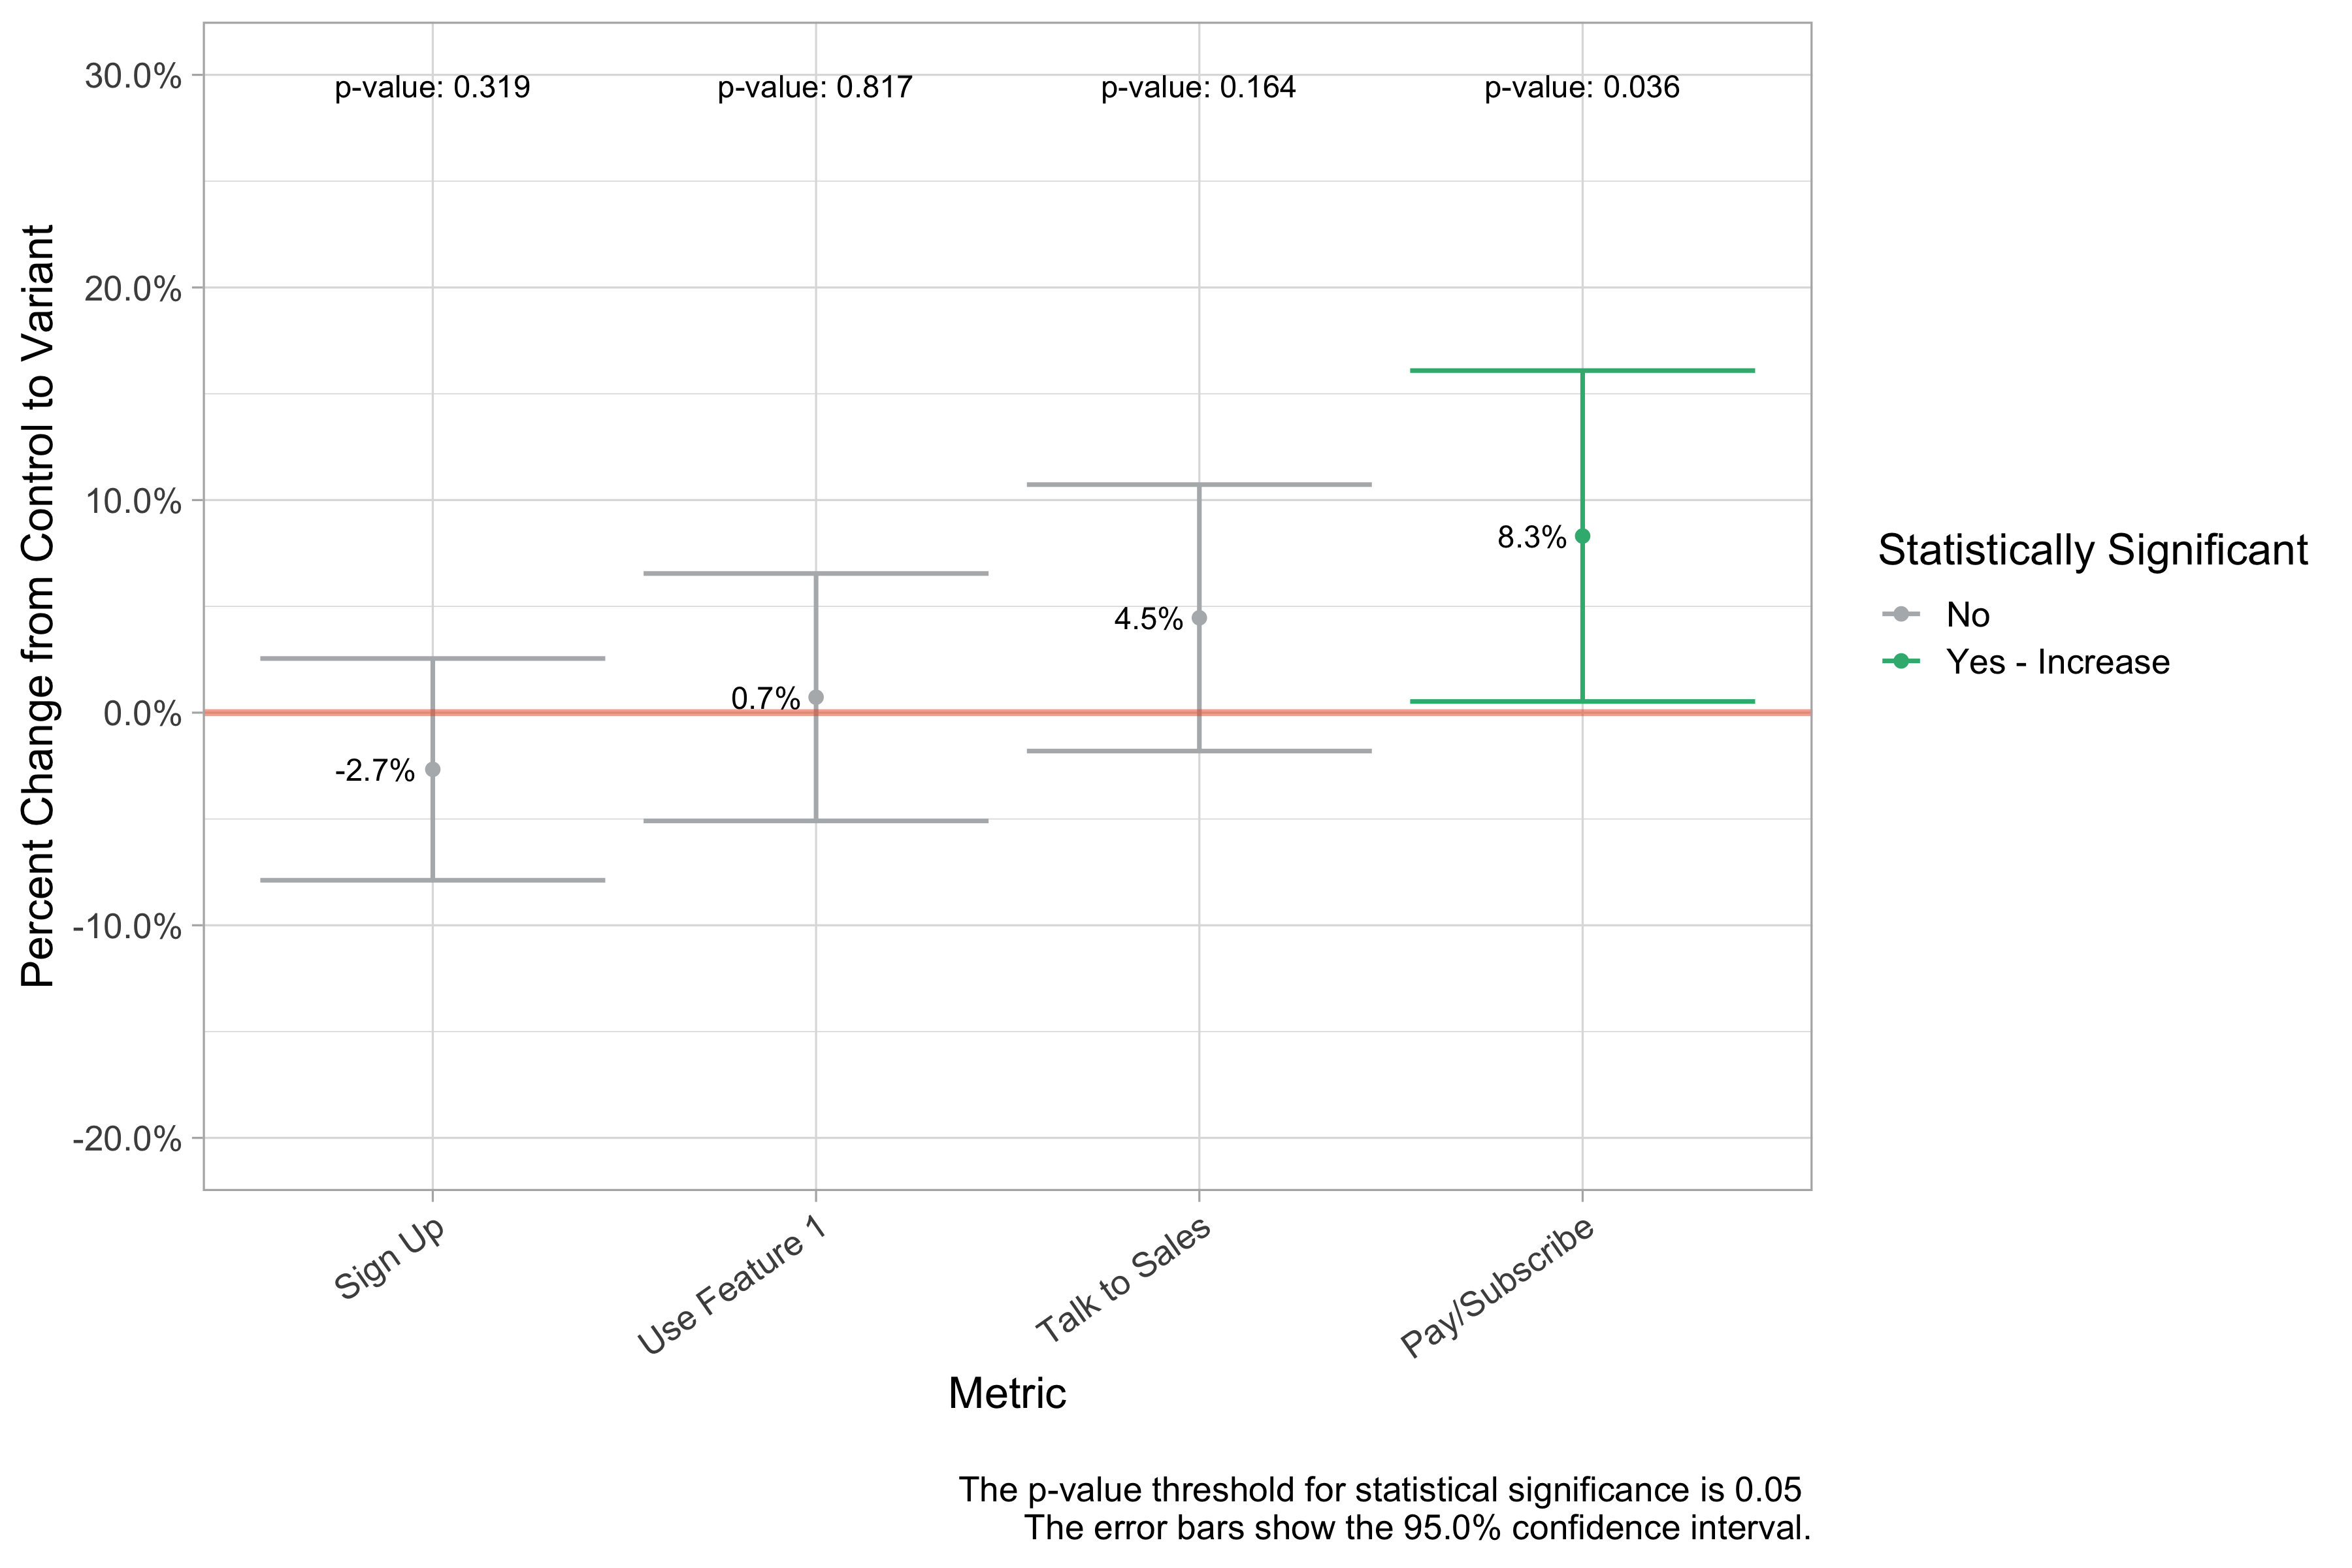 30.0%
p-value: 0.319
p-value: 0.817
p-value: 0.164
p-value: 0.036
20.0%
10.0%
8.3%
4.5%
0.7%
0.0%
-2.7%
-10.0%
-20.0%
Percent Change from Control to Variant
Sign Up
Use Feature 1
Talk to Sales
Pay/Subscribe
Metric
Statistically Significant
No
Yes - Increase
The p-value threshold for statistical significance is 0.05
The error bars show the 95.0% confidence interval.